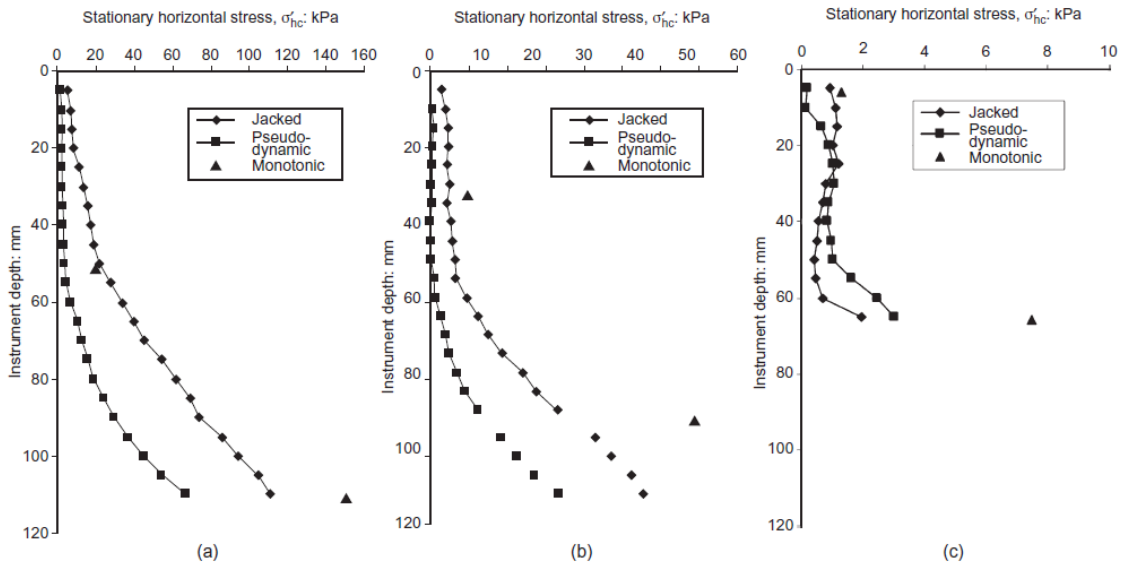 Stationary horizontal stress, σ′hc: kPa
0 20 40 60 80 100 120 140 160
0
20
40
60
80
100
120
Instrument depth: mm
Jacked
Pseudo-
dynamic
Monotonic
(a)
Stationary horizontal stress, σ′hc: kPa
0 10 20 30 40 50 60
0
20
40
60
80
100
120
Instrument depth: mm
Jacked
Pseudo-
dynamic
Monotonic
(b)
Stationary horizontal stress, σ′hc: kPa
0 2 4 6 8 10
0
20
40
60
80
100
120
Instrument depth: mm
Jacked
Pseudo-
dynamic
Monotonic
(c)